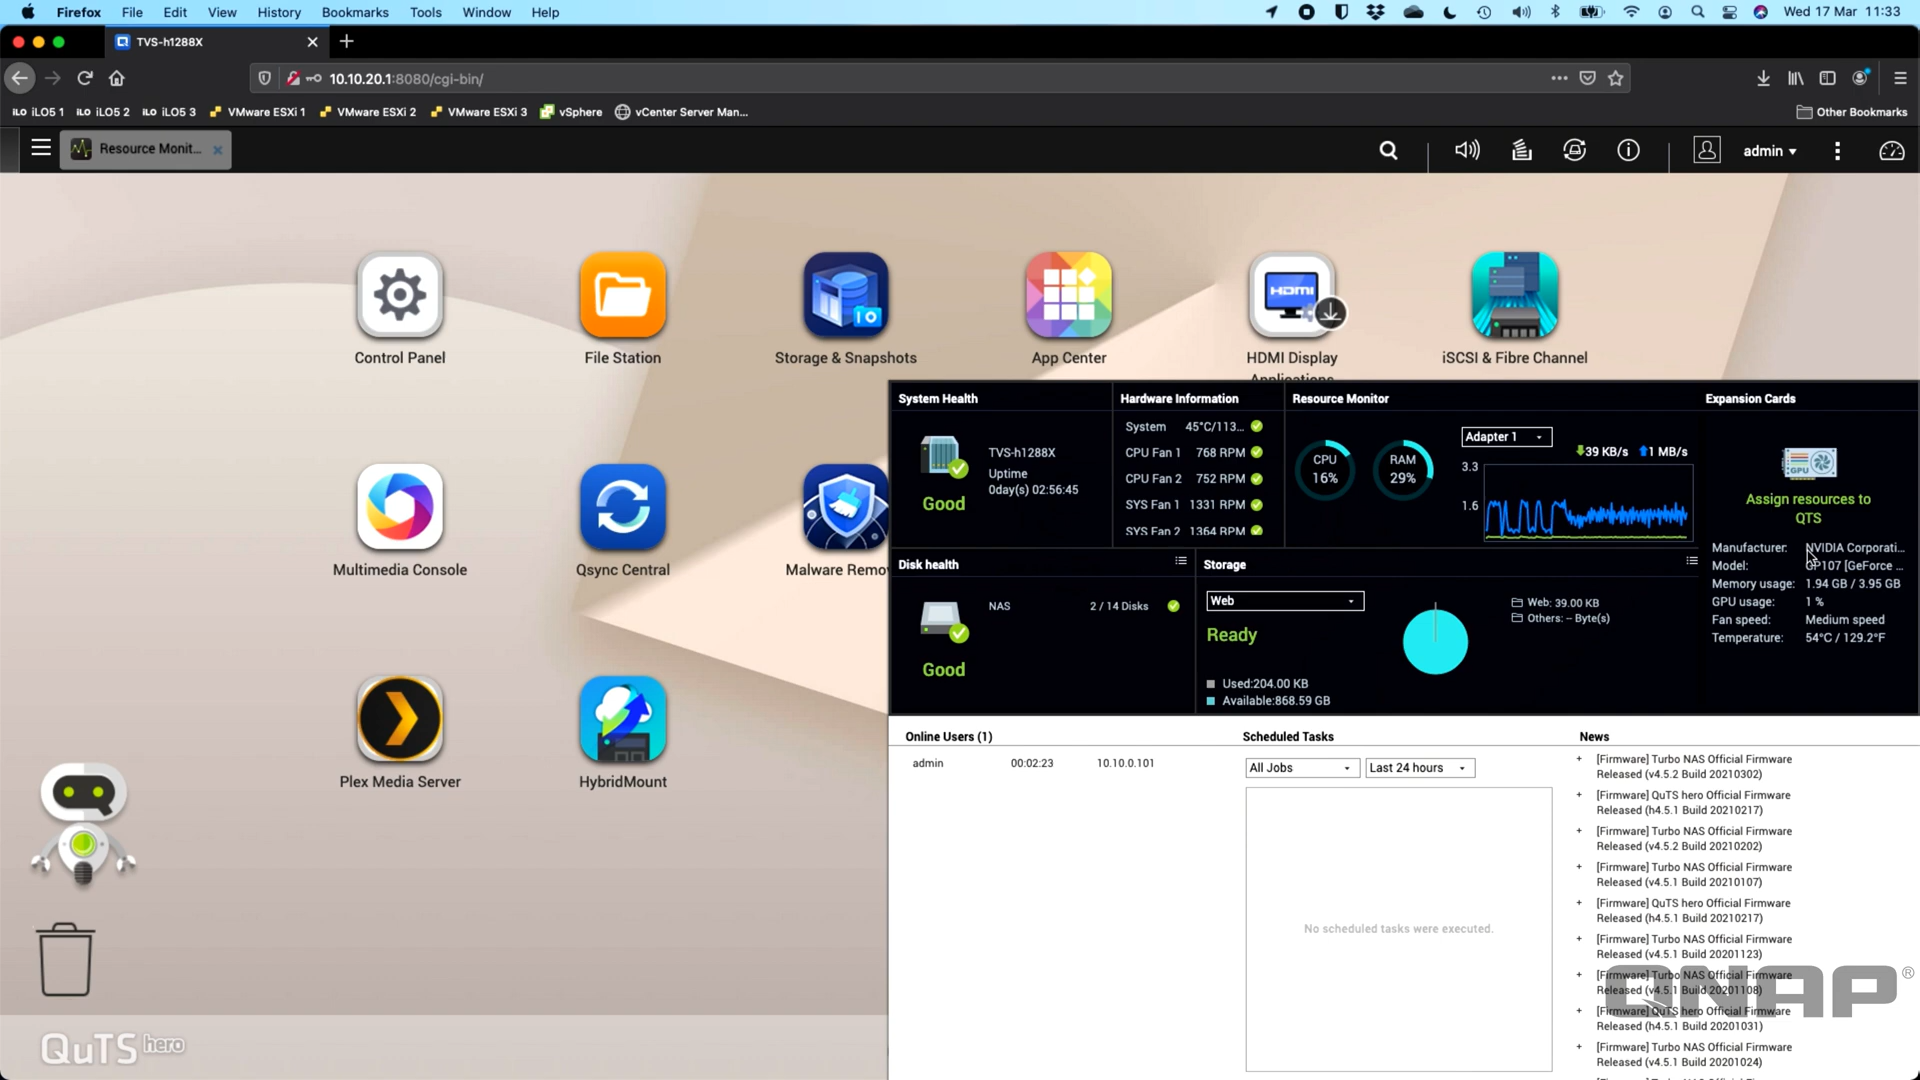 Firefox File Edit View History Bookmarks Tools Window Help
Wed 17 Mar 11:33
TVS-h1288X
10.10.20.1:8080/cgi-bin/
iLO iLO5 1 iLO iLO5 2 iLO iLO5 3 VMware ESXi 1 VMware ESXi 2 VMware ESXi 3 vSphere vCenter Server Man...
Other Bookmarks
Resource Monit...
admin
Control Panel
File Station
Storage & Snapshots
App Center
HDMI
HDMI Display
Applications
iSCSI & Fibre Channel
Multimedia Console
Qsync Central
Malware Remo
Plex Media Server
HybridMount
QuTS hero
System Health
TVS-h1288X
Uptime
0day(s) 02:56:45
Good
Hardware Information
System 45°C/113...
CPU Fan 1 768 RPM
CPU Fan 2 752 RPM
SYS Fan 1 1331 RPM
SYS Fan 2 1364 RPM
Resource Monitor
CPU
16%
RAM
29%
Adapter 1
39 KB/s 1 MB/s
3.3
1.6
Expansion Cards
GPU
Assign resources to
QTS
Manufacturer: NVIDIA Corporati...
Model: GP107 [GeForce ...
Memory usage: 1.94 GB / 3.95 GB
GPU usage: 1 %
Fan speed: Medium speed
Temperature: 54°C / 129.2°F
Disk health
NAS 2 / 14 Disks
Good
Storage
Web
Ready
Web: 39.00 KB
Others: -- Byte(s)
Used:204.00 KB
Available:868.59 GB
Online Users (1)
admin 00:02:23 10.10.0.101
Scheduled Tasks
All Jobs Last 24 hours
No scheduled tasks were executed.
News
+ [Firmware] Turbo NAS Official Firmware
Released (v4.5.2 Build 20210302)
+ [Firmware] QuTS hero Official Firmware
Released (h4.5.1 Build 20210217)
+ [Firmware] Turbo NAS Official Firmware
Released (v4.5.2 Build 20210202)
+ [Firmware] Turbo NAS Official Firmware
Released (v4.5.1 Build 20210107)
+ [Firmware] QuTS hero Official Firmware
Released (h4.5.1 Build 20210217)
+ [Firmware] Turbo NAS Official Firmware
Released (v4.5.1 Build 20201123)
+ [Firmware] Turbo NAS Official Firmware
Released (v4.5.1 Build 20201108)
+ [Firmware] QuTS hero Official Firmware
Released (h4.5.1 Build 20201031)
+ [Firmware] Turbo NAS Official Firmware
Released (v4.5.1 Build 20201024)
QNAP®